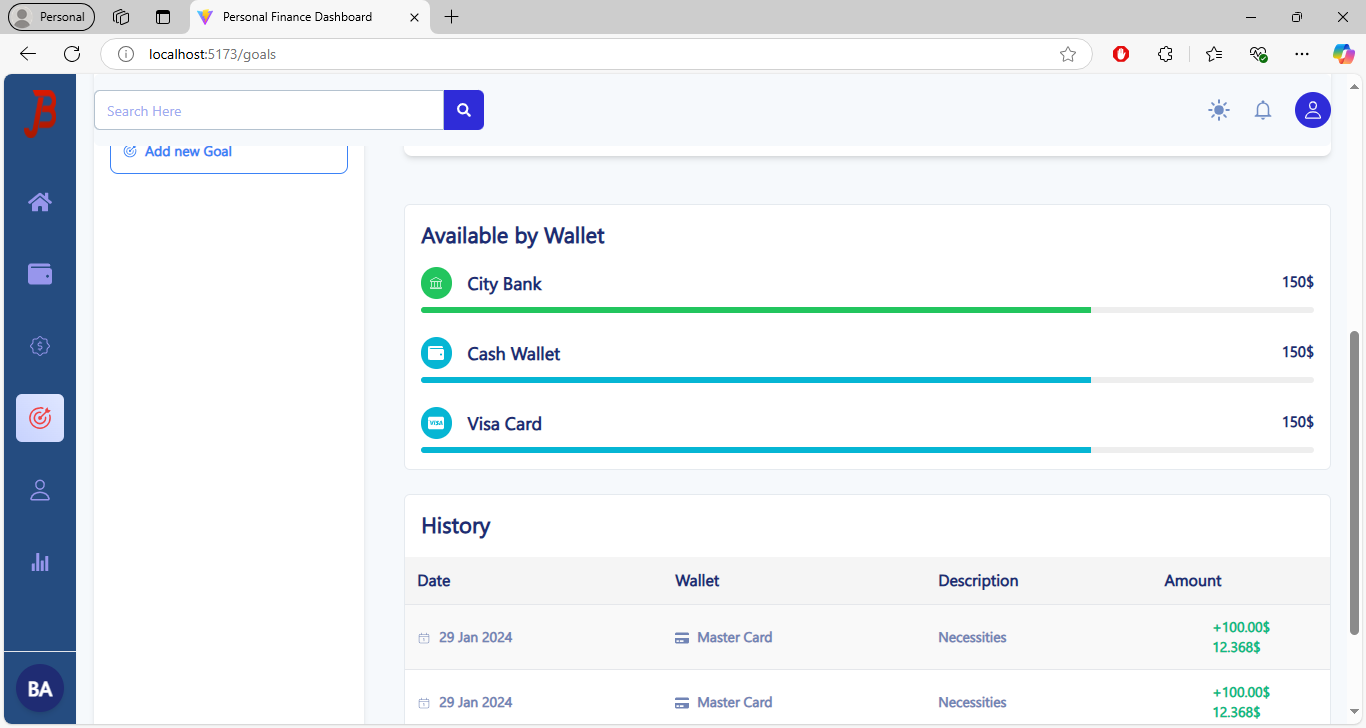 Personal
Personal Finance Dashboard
localhost:5173/goals
Search Here
Add new Goal
Available by Wallet
City Bank 150$
Cash Wallet 150$
VISA Visa Card 150$
History
Date Wallet Description Amount
29 Jan 2024 Master Card Necessities +100.00$
12.368$
29 Jan 2024 Master Card Necessities +100.00$
12.368$
BA